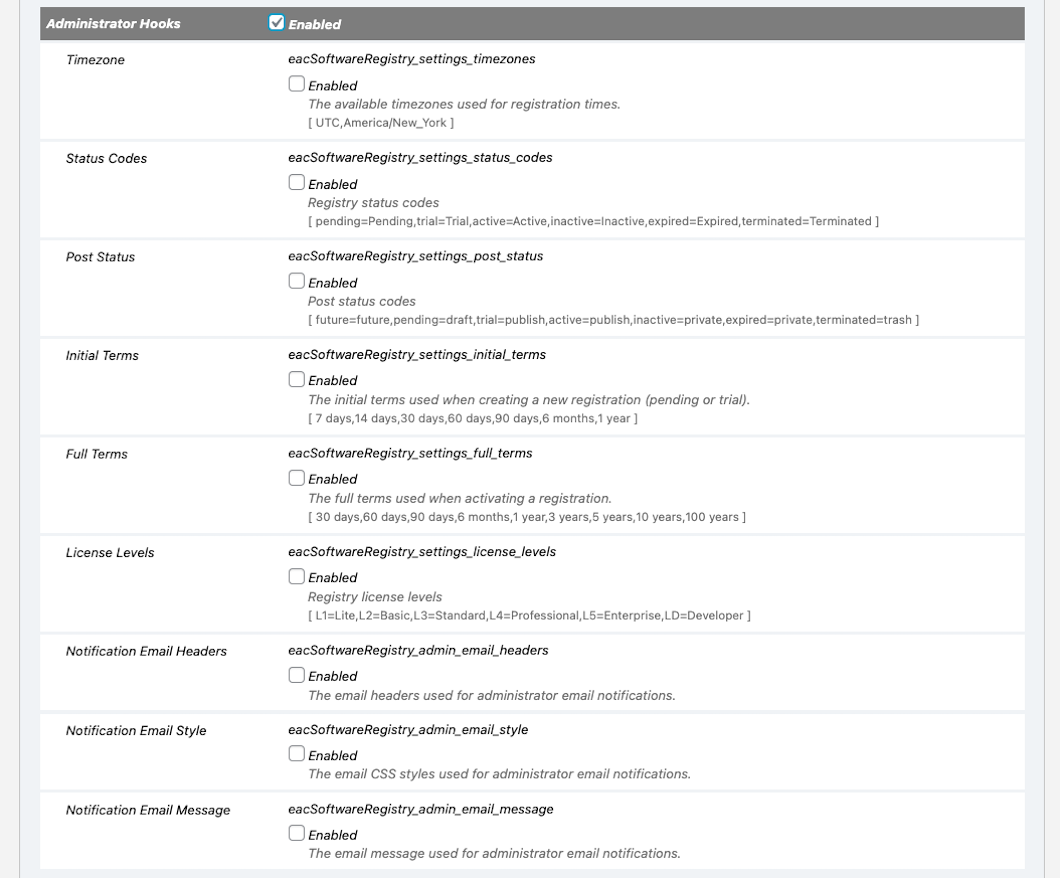 Administrator Hooks Enabled
Timezone eacSoftwareRegistry_settings_timezones
Enabled
The available timezones used for registration times.
[ UTC,America/New_York ]
Status Codes eacSoftwareRegistry_settings_status_codes
Enabled
Registry status codes
[ pending=Pending,trial=Trial,active=Active,inactive=Inactive,expired=Expired,terminated=Terminated ]
Post Status eacSoftwareRegistry_settings_post_status
Enabled
Post status codes
[ future=future,pending=draft,trial=publish,active=publish,inactive=private,expired=private,terminated=trash ]
Initial Terms eacSoftwareRegistry_settings_initial_terms
Enabled
The initial terms used when creating a new registration (pending or trial).
[ 7 days,14 days,30 days,60 days,90 days,6 months,1 year ]
Full Terms eacSoftwareRegistry_settings_full_terms
Enabled
The full terms used when activating a registration.
[ 30 days,60 days,90 days,6 months,1 year,3 years,5 years,10 years,100 years ]
License Levels eacSoftwareRegistry_settings_license_levels
Enabled
Registry license levels
[ L1=Lite,L2=Basic,L3=Standard,L4=Professional,L5=Enterprise,LD=Developer ]
Notification Email Headers eacSoftwareRegistry_admin_email_headers
Enabled
The email headers used for administrator email notifications.
Notification Email Style eacSoftwareRegistry_admin_email_style
Enabled
The email CSS styles used for administrator email notifications.
Notification Email Message eacSoftwareRegistry_admin_email_message
Enabled
The email message used for administrator email notifications.